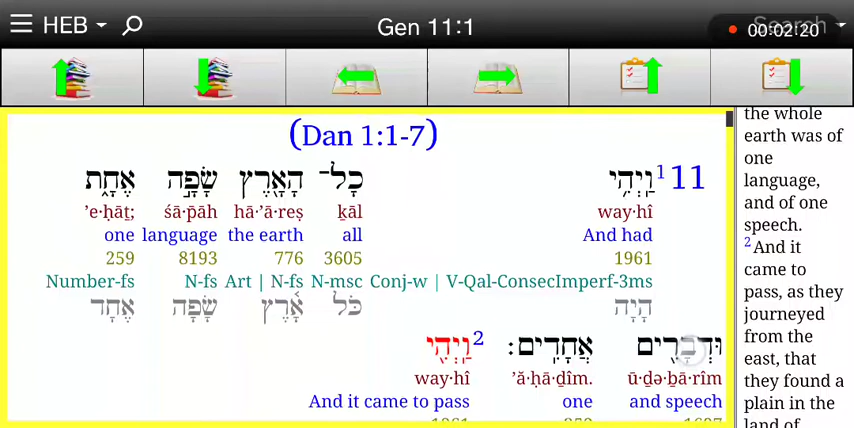 HEB
Gen 11:1
Search
00:02:20
(Dan 1:1-7)
11 1 וַֽיְהִ֥י כָל־ הָאָ֖רֶץ שָׂפָ֣ה אֶחָ֑ת
way·hî ḵāl hā·’ā·reṣ śā·p̄āh ’e·ḥāṯ;
And had all the earth language one
1961 3605 776 8193 259
Conj-w | V-Qal-ConsecImperf-3ms N-msc Art | N-fs N-fs Number-fs
הָיָה כֹּל אֶ֫רֶץ שָׂפָה אֶחָד
וּדְבָרִ֖ים אֲחָדִֽים׃ 2 וַֽיְהִ֖י
ū·ḏə·ḇā·rîm ’ă·ḥā·ḏîm. way·hî
and speech one And it came to pass
the whole
earth was of
one
language,
and of one
speech.
2 And it
came to
pass, as they
journeyed
from the
east, that
they found a
plain in the
land of